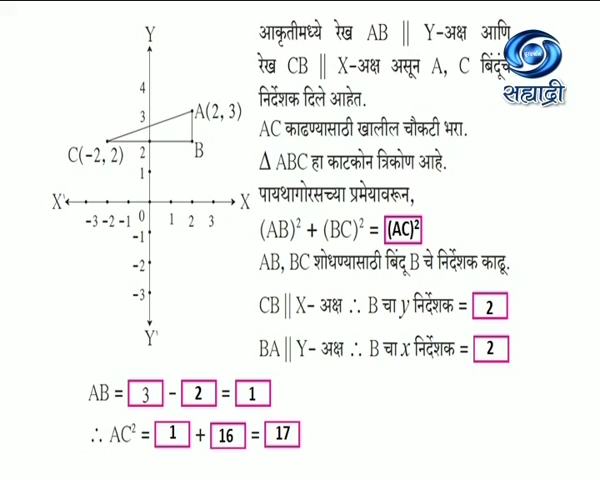 आकृतीमध्ये रेख AB || Y-अक्ष आणि
रेख CB || X-अक्ष असून A, C बिंदूंचे
निर्देशक दिले आहेत.
AC काढण्यासाठी खालील चौकटी भरा.
Δ ABC हा काटकोन त्रिकोण आहे.
पायथागोरसच्या प्रमेयावरून,
(AB)² + (BC)² = (AC)²
AB, BC शोधण्यासाठी बिंदू B चे निर्देशक काढू.
CB || X- अक्ष ∴ B चा y निर्देशक = 2
BA || Y- अक्ष ∴ B चा x निर्देशक = 2
AB = 3 - 2 = 1
∴ AC² = 1 + 16 = 17
Y
4
3
A(2, 3)
C(-2, 2)
2
B
1
X'
X
-3 -2 -1 0 1 2 3
-1
-2
-3
Y'
सह्याद्री